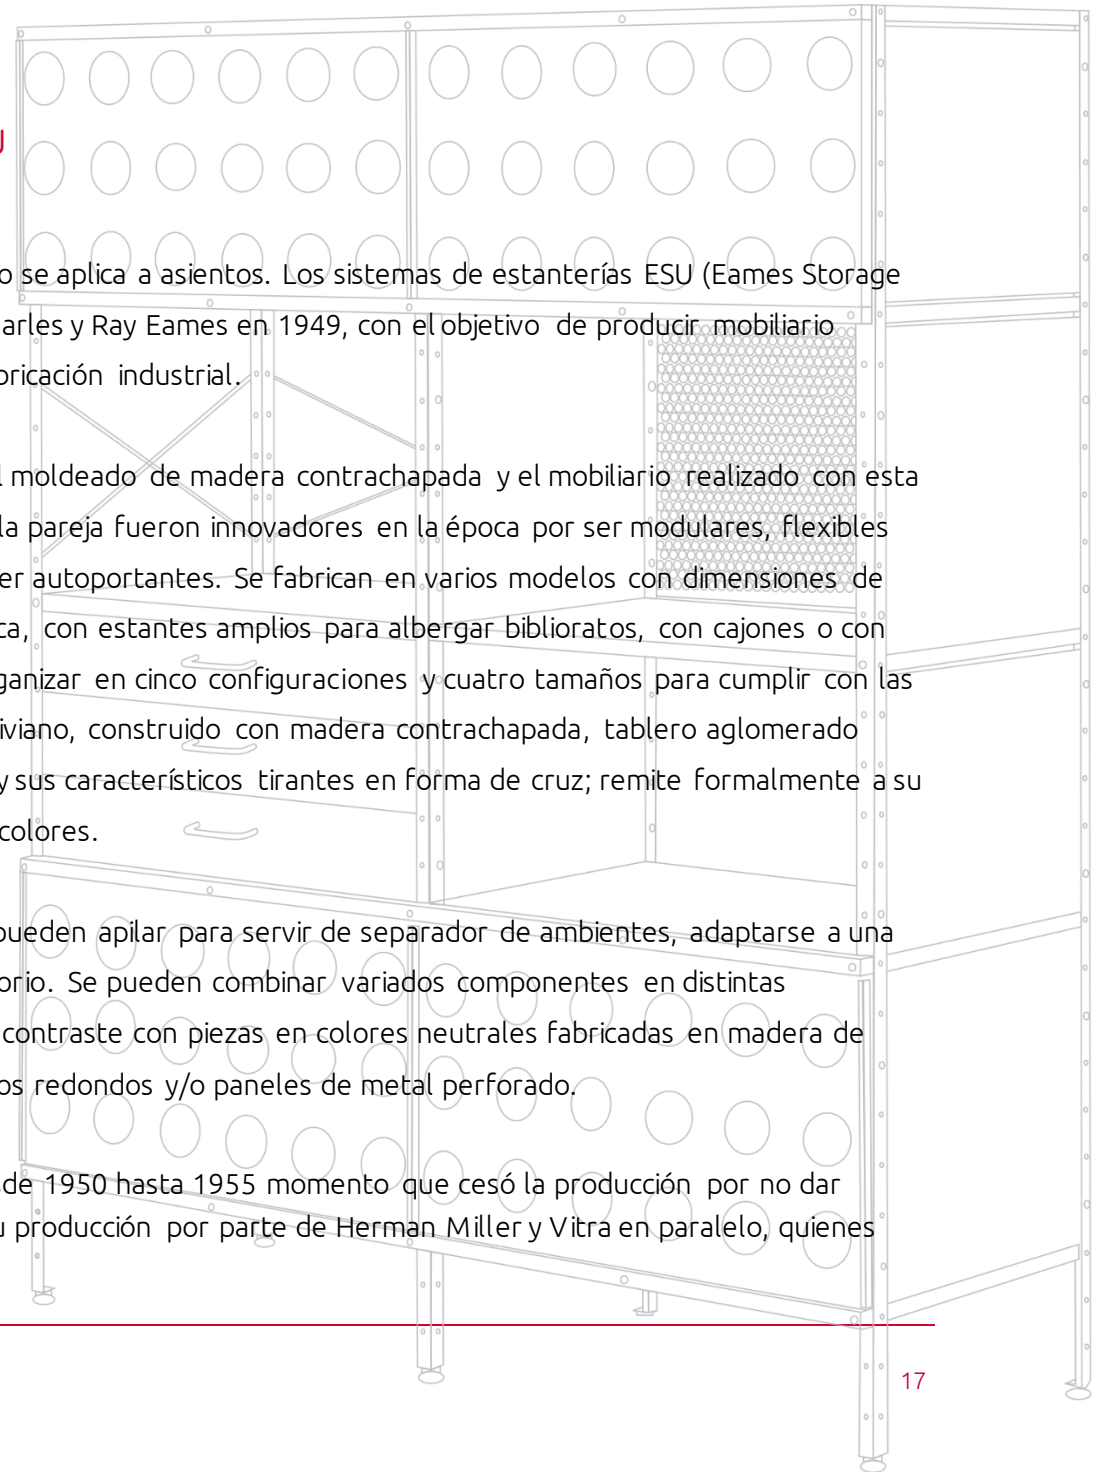 o se aplica a asientos. Los sistemas de estanterías ESU (Eames Storage
arles y Ray Eames en 1949, con el objetivo de producir mobiliario
bricación industrial.
l moldeado de madera contrachapada y el mobiliario realizado con esta
la pareja fueron innovadores en la época por ser modulares, flexibles
er autoportantes. Se fabrican en varios modelos con dimensiones de
ca, con estantes amplios para albergar biblioratos, con cajones o con
ganizar en cinco configuraciones y cuatro tamaños para cumplir con las
iviano, construido con madera contrachapada, tablero aglomerado
y sus característicos tirantes en forma de cruz; remite formalmente a su
colores.
pueden apilar para servir de separador de ambientes, adaptarse a una
orio. Se pueden combinar variados componentes en distintas
contraste con piezas en colores neutrales fabricadas en madera de
os redondos y/o paneles de metal perforado.
sde 1950 hasta 1955 momento que cesó la producción por no dar
u producción por parte de Herman Miller y Vitra en paralelo, quienes
17